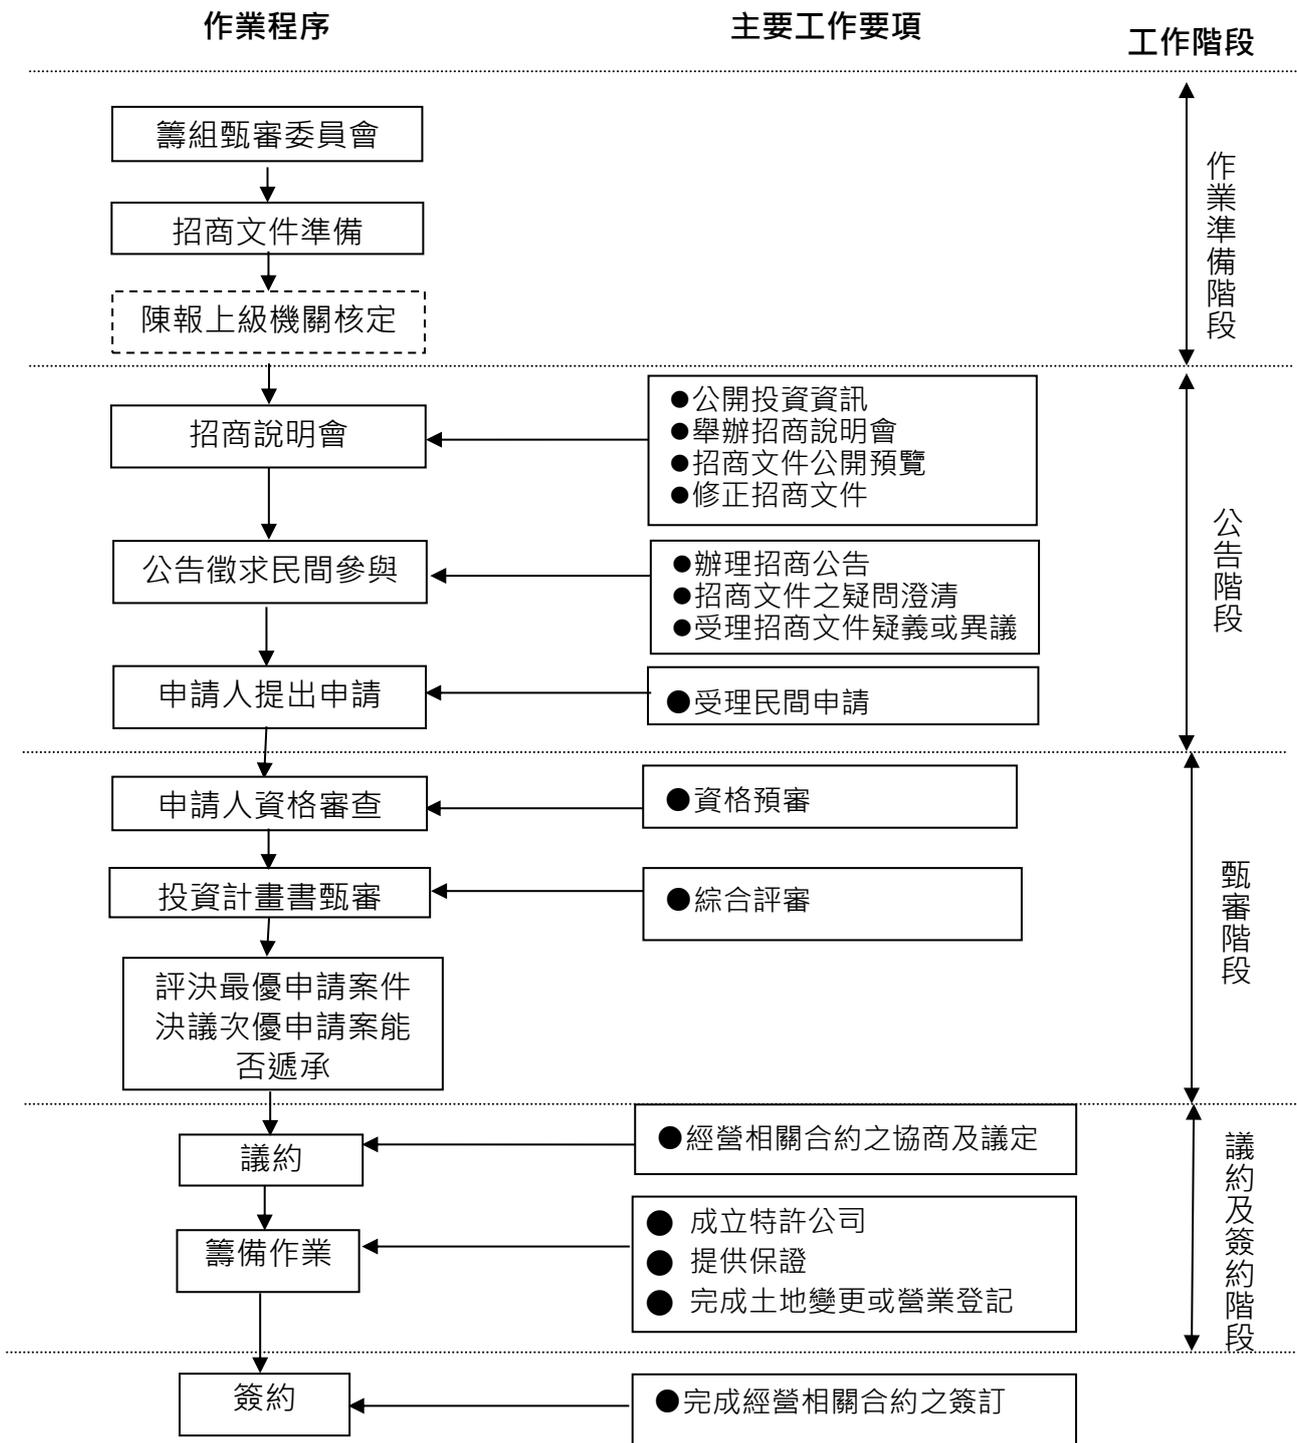 作業程序
主要工作要項
工作階段
籌組甄審委員會
招商文件準備
陳報上級機關核定
作業準備階段
招商說明會
●公開投資資訊
●舉辦招商說明會
●招商文件公開預覽
●修正招商文件
公告徵求民間參與
●辦理招商公告
●招商文件之疑問澄清
●受理招商文件疑義或異議
申請人提出申請
●受理民間申請
公告階段
申請人資格審查
●資格預審
投資計畫書甄審
●綜合評審
評決最優申請案件
決議次優申請案能
否遞承
甄審階段
議約
●經營相關合約之協商及議定
籌備作業
● 成立特許公司
● 提供保證
● 完成土地變更或營業登記
議約及簽約階段
簽約
●完成經營相關合約之簽訂